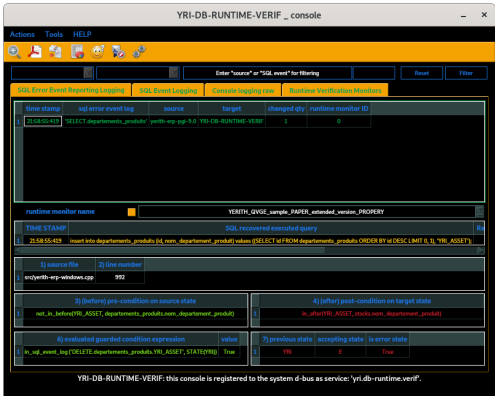 YRI-DB-RUNTIME-VERIF _ console
Actions Tools HELP
Enter "source" or "SQL event" for filtering Reset Filter
SQL Error Event Reporting Logging SQL Event Logging Console logging raw Runtime Verification Monitors
time stamp sql error event log source target changed qty runtime monitor ID
1 21:58:55:419 'SELECT.departements_produits' yerith-erp-pgi-9.0 YRI-DB-RUNTIME-VERIF 1 0
runtime monitor name YERITH_QVGE_sample_PAPER_extended_version_PROPERY
TIME STAMP SQL recovered executed query Re
1 21:58:55:419 insert into departements_produits (id, nom_departement_produit) values ((SELECT id FROM departements_produits ORDER BY id DESC LIMIT 0, 1), "YRI_ASSET");
1) source file 2) line number
1 src/yerith-erp-windows.cpp 992
3) (before) pre-condition on source state 4) (after) post-condition on target state
1 not_in_before(YRI_ASSET, departements_produits.nom_departement_produit) 1 in_after(YRI_ASSET, stocks.nom_departement_produit)
6) evaluated guarded condition expression value 7) previous state accepting state is error state
1 in_sql_event_log ('DELETE.departements_produits.YRI_ASSET', STATE(YRI)) True 1 YRI E True
YRI-DB-RUNTIME-VERIF: this console is registered to the system d-bus as service: 'yri.db-runtime.verif'.